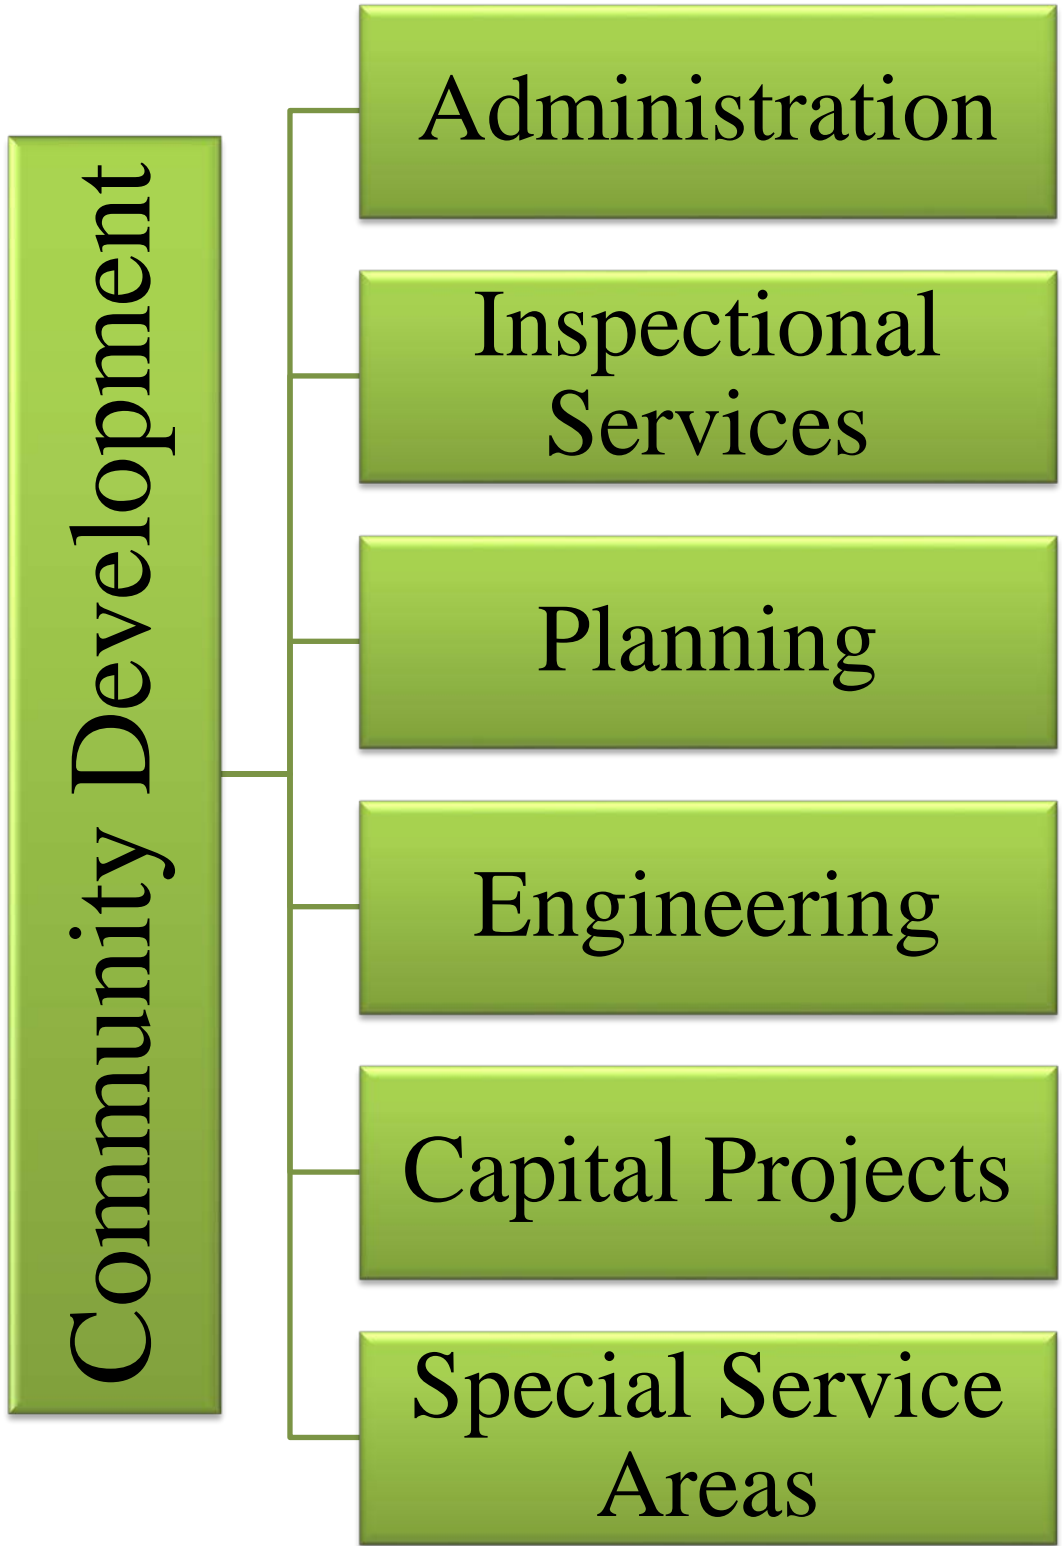 Community Development
Administration
Inspectional
Services
Planning
Engineering
Capital Projects
Special Service
Areas